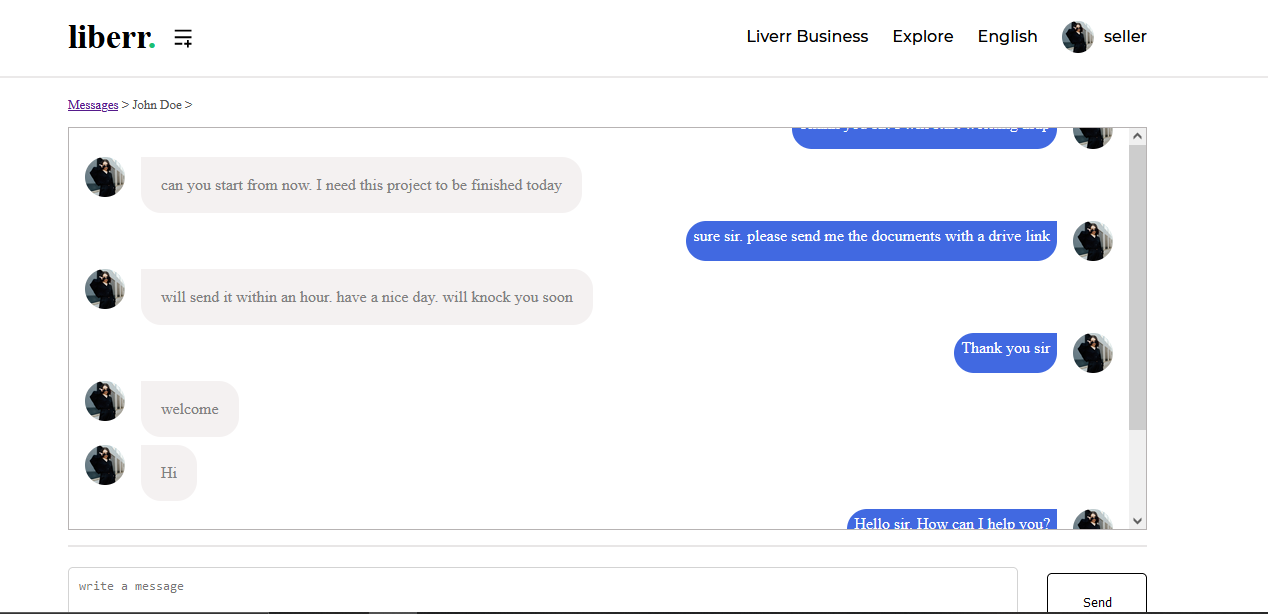 liberr.
Liverr Business Explore English seller
Messages > John Doe >
can you start from now. I need this project to be finished today
sure sir. please send me the documents with a drive link
will send it within an hour. have a nice day. will knock you soon
Thank you sir
welcome
Hi
Hello sir. How can I help you?
write a message
Send